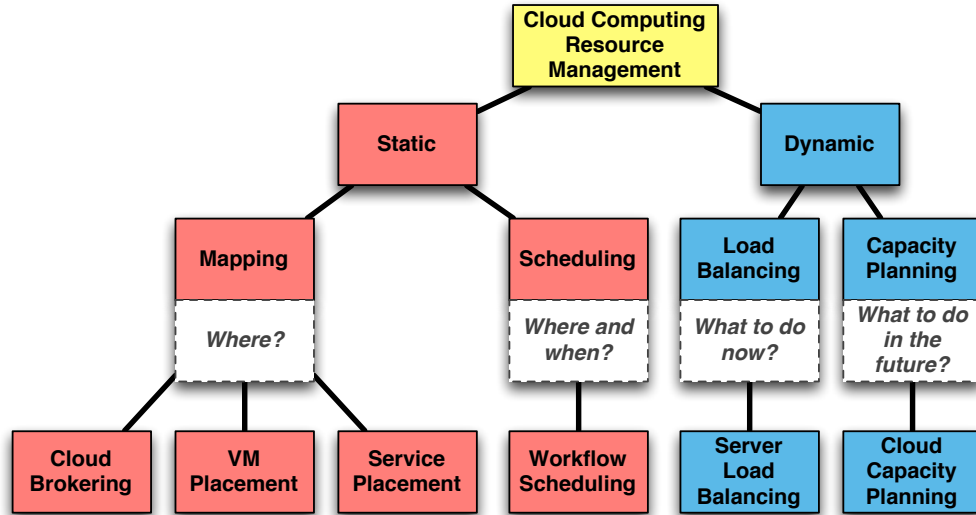 Cloud Computing
Resource
Management
Static
Dynamic
Mapping
Scheduling
Load
Balancing
Capacity
Planning
Where?
Where and
when?
What to do
now?
What to do
in the
future?
Cloud
Brokering
VM
Placement
Service
Placement
Workflow
Scheduling
Server
Load
Balancing
Cloud
Capacity
Planning